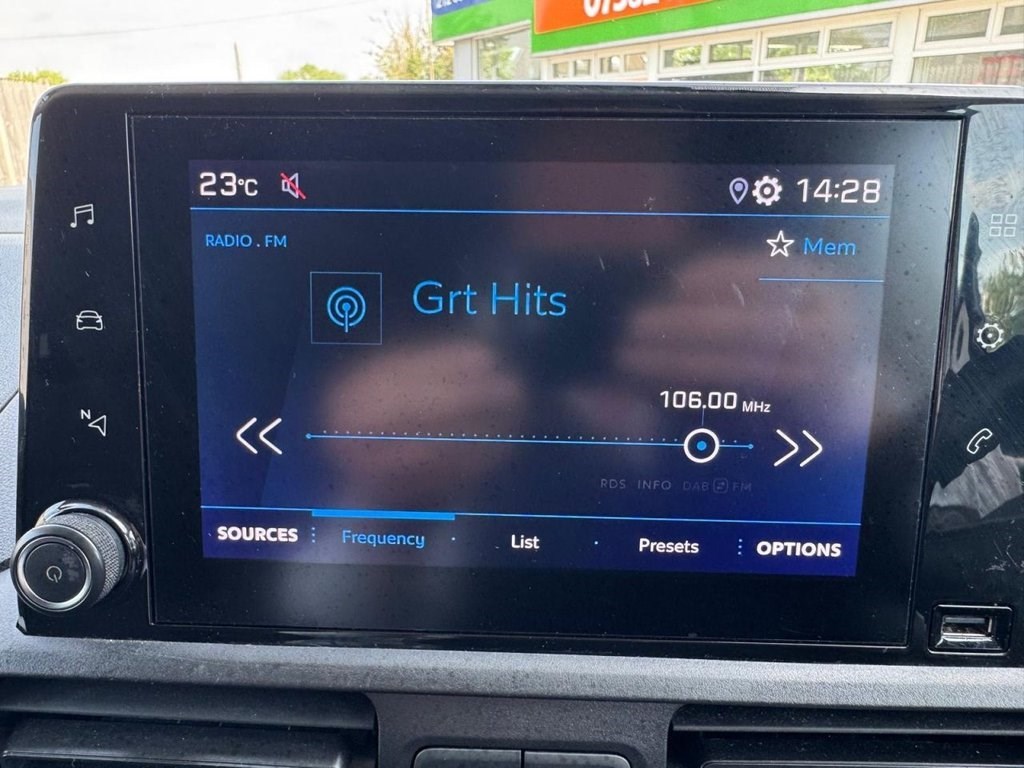 23°C 14:28
RADIO . FM
Mem
Grt Hits
106.00 MHz
RDS INFO DAB FM
SOURCES Frequency List Presets OPTIONS
N